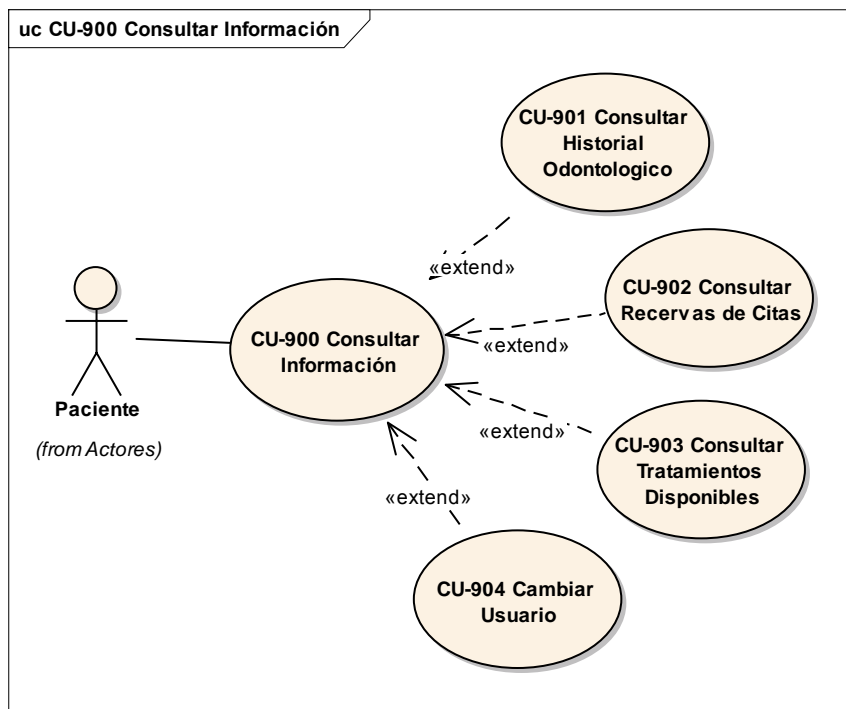 uc CU-900 Consultar Información
CU-901 Consultar
Historial
Odontologico
«extend»
CU-902 Consultar
Recervas de Citas
«extend»
CU-900 Consultar
Información
Paciente
(from Actores)
«extend»
CU-903 Consultar
Tratamientos
Disponibles
«extend»
CU-904 Cambiar
Usuario